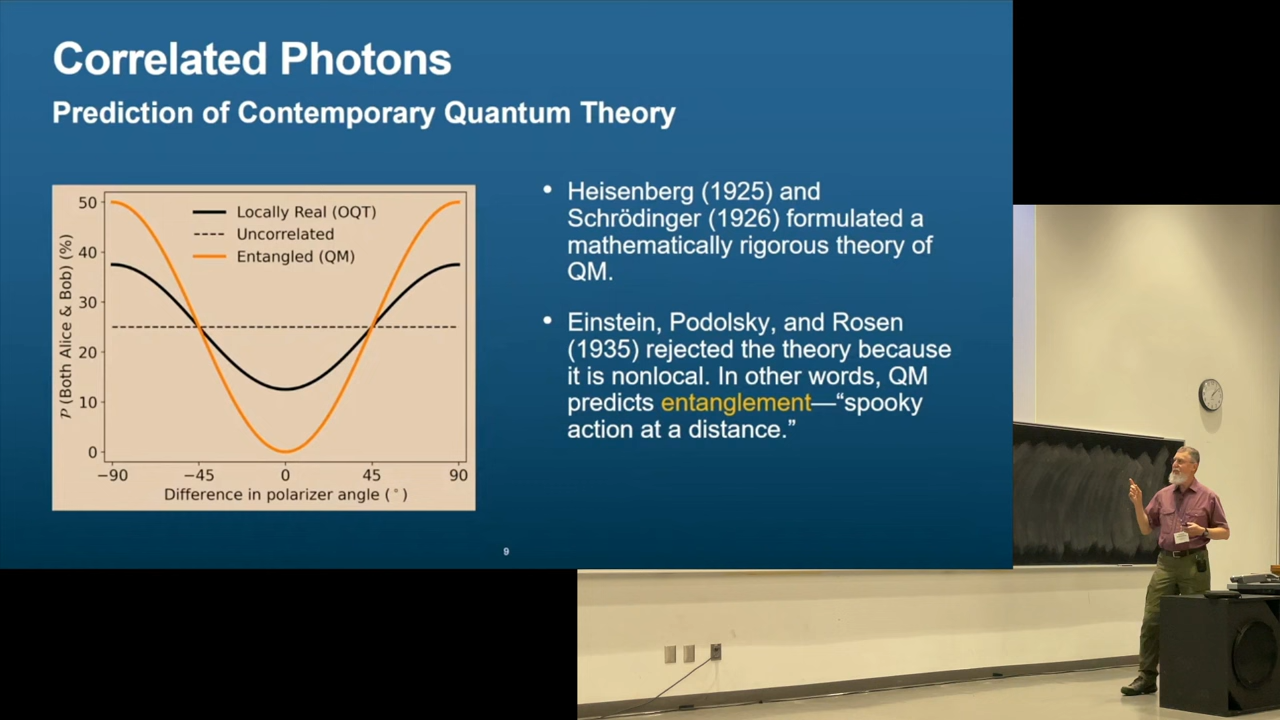 Correlated Photons
Prediction of Contemporary Quantum Theory
50
40
30
20
10
0
−90
−45
0
45
90
P (Both Alice & Bob) (%)
Difference in polarizer angle (°)
Locally Real (OQT)
Uncorrelated
Entangled (QM)
• Heisenberg (1925) and
Schrödinger (1926) formulated a
mathematically rigorous theory of
QM.
• Einstein, Podolsky, and Rosen
(1935) rejected the theory because
it is nonlocal. In other words, QM
predicts entanglement—“spooky
action at a distance.”
9